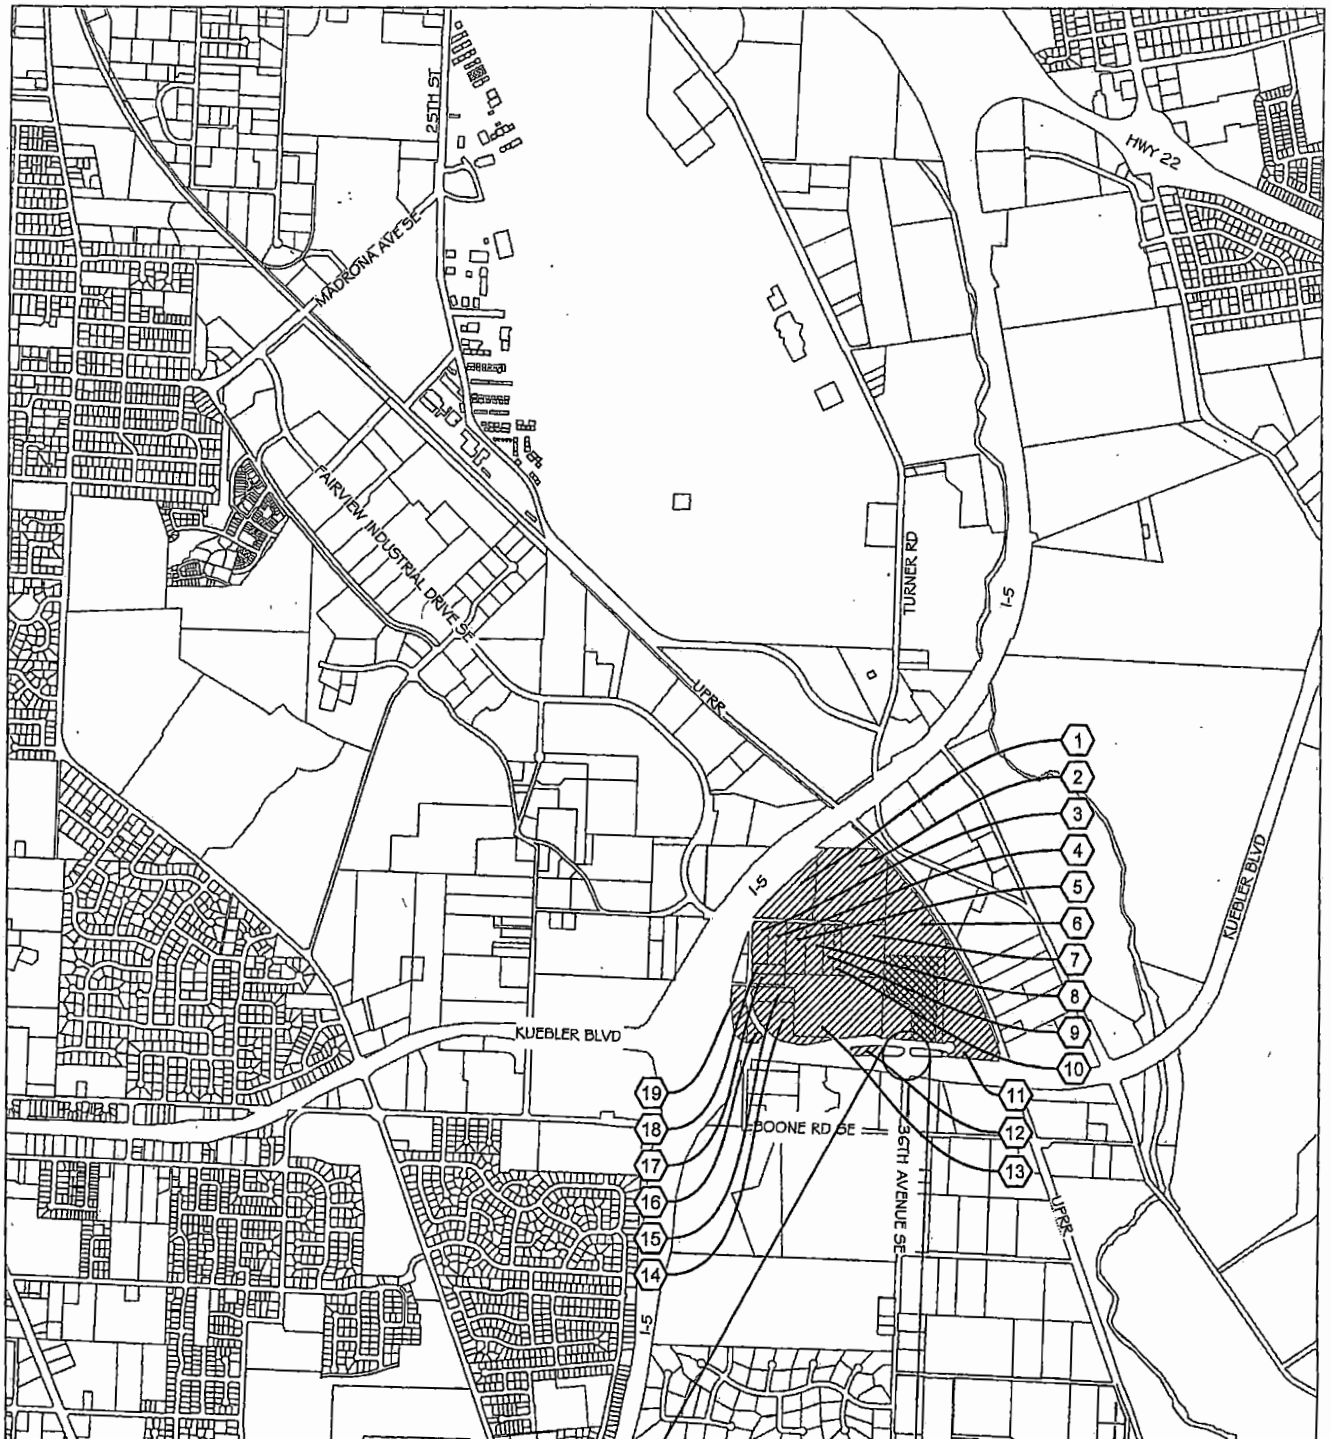 25TH ST
HWY 22
MADRONA AVE SE
FAIRVIEW INDUSTRIAL DRIVE SE
TURNER RD
I-5
UPRR
1
2
3
4
5
6
7
8
9
10
I-5
KUEBLER BLVD
KUEBLER BLVD
19
18
17
16
15
14
11
12
13
BOONE RD SE
36TH AVENUE SE
UPRR
I-5